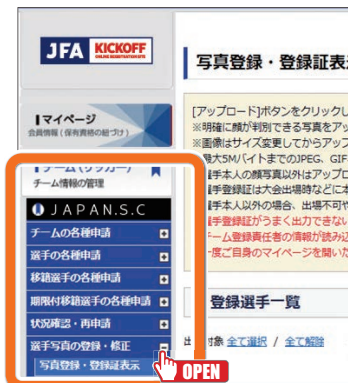 JFA KICKOFF
ONLINE REGISTRATION SITE
写真登録・登録証表
マイページ
会員情報(保有資格の紐づけ)
チーム(サッカー)
チーム情報の管理
JAPAN.S.C
チームの各種申請
選手の各種申請
移籍選手の各種申請
期限付移籍選手の各種申請
状況確認・再申請
選手写真の登録・修正
写真登録・登録証表示
OPEN
[アップロード]ボタンをクリックし
※明確に顔が判別できる写真をアッ
※画像はサイズ変更してからアップ
最大5MバイトまでのJPEG、GIF
選手本人の顔写真以外はアップロ
選手登録証は大会出場時などに本
選手本人以外の場合、出場不可や
選手登録証がうまく出力できない
チーム登録責任者の情報が読み込
一度ご自身のマイページを開いた
登録選手一覧
対象 全て選択 / 全て解除